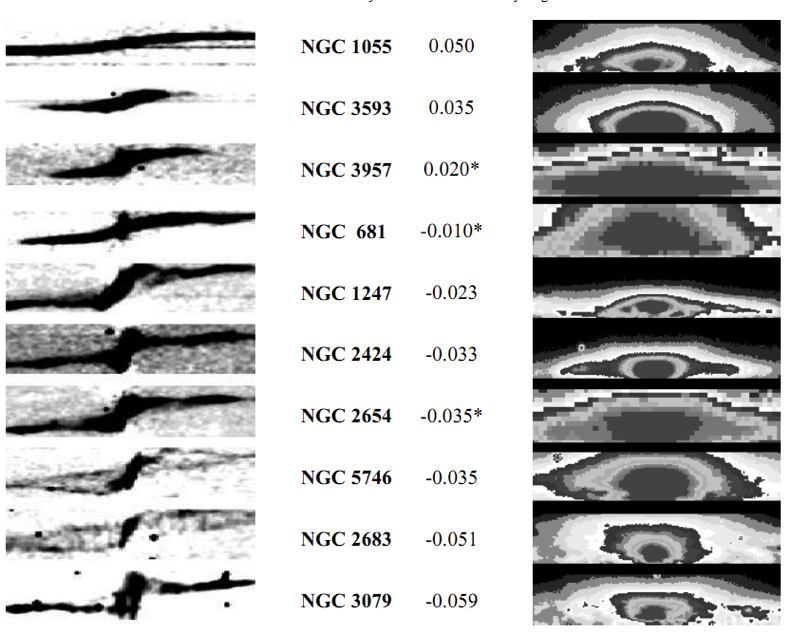 NGC 1055 0.050
NGC 3593 0.035
NGC 3957 0.020*
NGC 681 -0.010*
NGC 1247 -0.023
NGC 2424 -0.033
NGC 2654 -0.035*
NGC 5746 -0.035
NGC 2683 -0.051
NGC 3079 -0.059